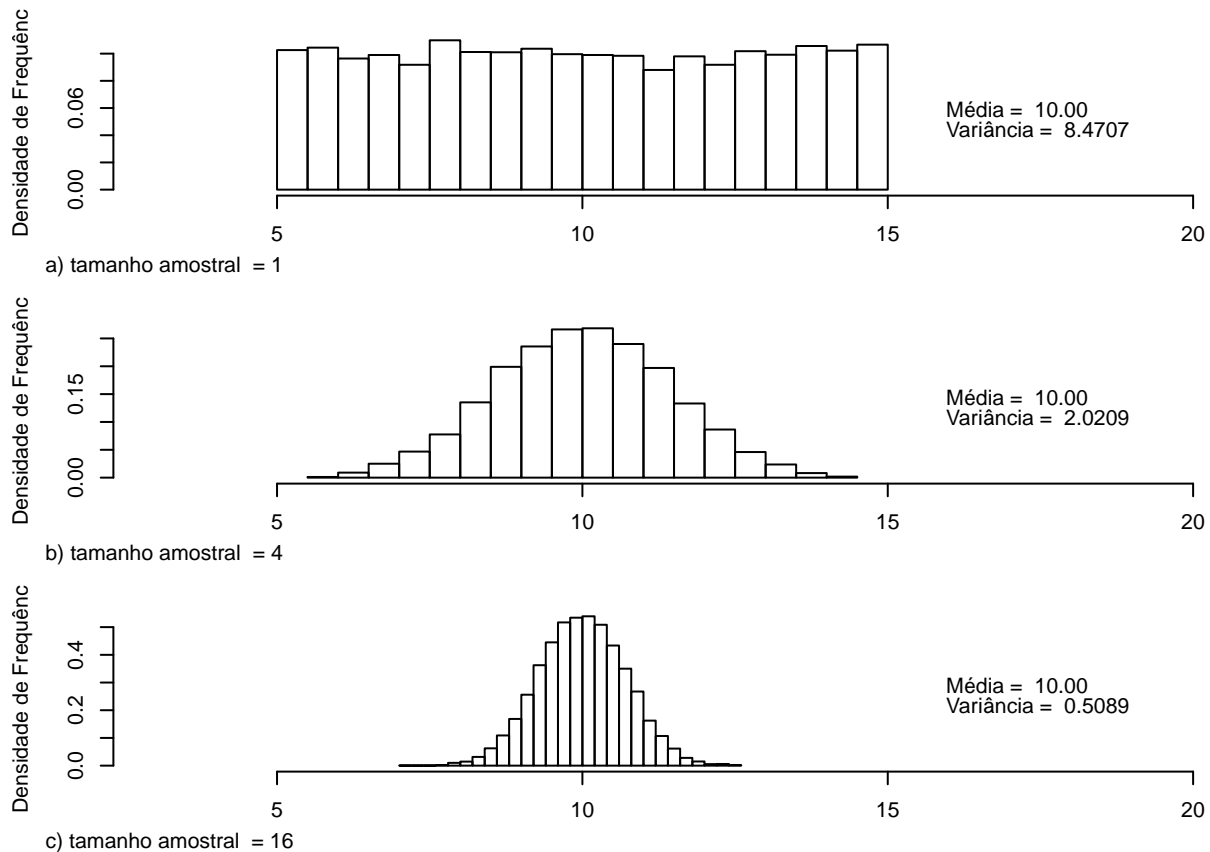 Densidade de Frequênc
0.00 0.06
Média = 10.00
Variância = 8.4707
5 10 15 20
a) tamanho amostral = 1
Densidade de Frequênc
0.00 0.15
Média = 10.00
Variância = 2.0209
5 10 15 20
b) tamanho amostral = 4
Densidade de Frequênc
0.0 0.2 0.4
Média = 10.00
Variância = 0.5089
5 10 15 20
c) tamanho amostral = 16